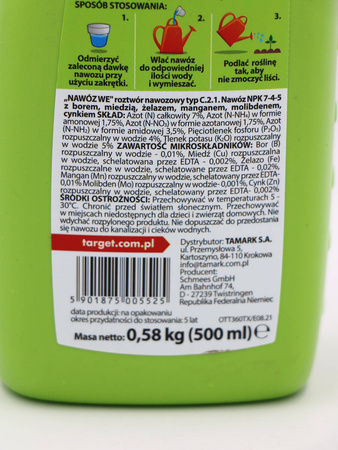 SPOSÓB STOSOWANIA:
1.
2.
3.
Odmierzyć
zaleconą dawkę
nawozu przy
użyciu zakrętki.
Wlać nawóz
do odpowiedniej
ilości wody
i wymieszać.
Podlać roślinę
tak, aby
nie zmoczyć liści.
„NAWÓZ WE" roztwór nawozowy typ C.2.1. Nawóz NPK 7-4-5
z borem, miedzią, żelazem, manganem, molibdenem,
cynkiem SKŁAD: Azot (N) całkowity 7%, Azot (N-NH₄) w formie
amonowej 1,75%, Azot (N-NO₃) w formie azotanowej 1,75%, Azot
(N-NH₂) w formie amidowej 3,5%, Pięciotlenek fosforu (P₂O₅)
rozpuszczalny w wodzie 4%, Tlenek potasu (K₂O) rozpuszczalny
w wodzie 5% ZAWARTOŚĆ MIKROSKŁADNIKÓW: Bor (B)
rozpuszczalny w wodzie - 0,01%, Miedź (Cu) rozpuszczalna
w wodzie, schelatowana przez EDTA - 0,002%, Żelazo (Fe)
rozpuszczalne w wodzie, schelatowane przez EDTA - 0,02%,
Mangan (Mn) rozpuszczalny w wodzie, schelatowany przez EDTA-
0,01% Molibden (Mo) rozpuszczalny w wodzie - 0,001%, Cynk (Zn)
rozpuszczalny w wodzie, schelatowany przez EDTA - 0,002%
ŚRODKI OSTROŻNOŚCI: Przechowywać w temperaturach 5 -
30°C. Chronić przed światłem słonecznym. Przechowywać
w miejscach niedostępnych dla dzieci i zwierząt domowych. Nie
wdychać rozpylonego produktu. Nie dopuszczać do przedostania
się nawozu do kanalizacji i cieków wodnych.
target.com.pl
Dystrybutor: TAMARK S.A.
ul. Przemysłowa 5,
Kartoszyno, 84-110 Krokowa
info@tamark.com.pl
Producent:
Schmees GmbH
Am Bahnhof 74,
D - 27239 Twistringen
Republika Federalna Niemiec
5 901875 005525
data produkcji: na opakowaniu
okres przydatności do stosowania: 5 lat
OTT360TX/E08.21
Masa netto: 0,58 kg (500 ml) ℮